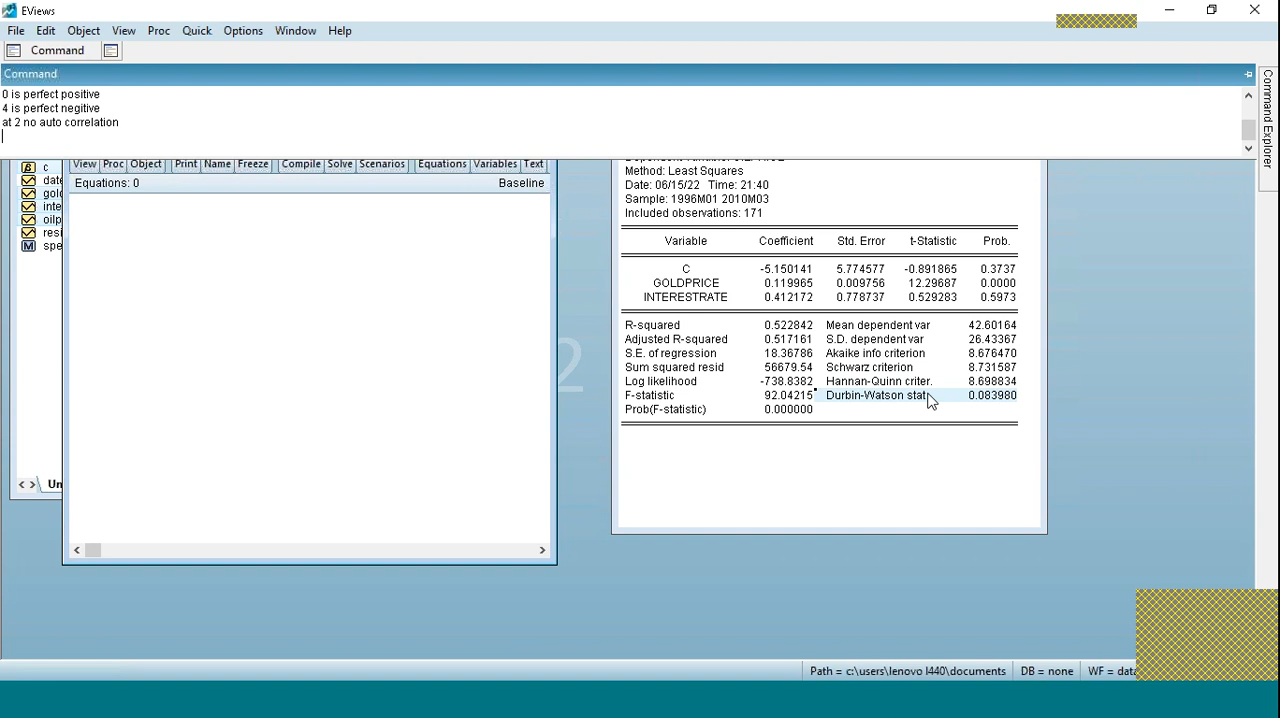 EViews
File Edit Object View Proc Quick Options Window Help
Command
Command
Command Explorer
0 is perfect positive
4 is perfect negitive
at 2 no auto correlation
c
date
gold
inte
oilp
resi
spe
Un
View Proc Object Print Name Freeze Compile Solve Scenarios Equations Variables Text
Equations: 0 Baseline
2
Method: Least Squares
Date: 06/15/22 Time: 21:40
Sample: 1996M01 2010M03
Included observations: 171
Variable Coefficient Std. Error t-Statistic Prob.
C -5.150141 5.774577 -0.891865 0.3737
GOLDPRICE 0.119965 0.009756 12.29687 0.0000
INTERESTRATE 0.412172 0.778737 0.529283 0.5973
R-squared 0.522842 Mean dependent var 42.60164
Adjusted R-squared 0.517161 S.D. dependent var 26.43367
S.E. of regression 18.36786 Akaike info criterion 8.676470
Sum squared resid 56679.54 Schwarz criterion 8.731587
Log likelihood -738.8382 Hannan-Quinn criter. 8.698834
F-statistic 92.04215 Durbin-Watson stat 0.083980
Prob(F-statistic) 0.000000
Path = c:\users\lenovo l440\documents DB = none WF = data